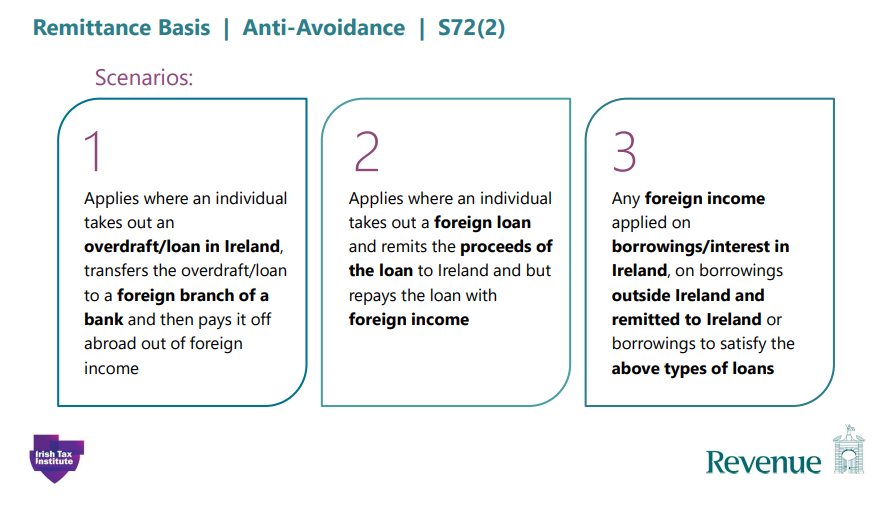 Remittance Basis | Anti-Avoidance | S72(2)
Scenarios:
1
Applies where an individual
takes out an
overdraft/loan in Ireland,
transfers the overdraft/loan
to a foreign branch of a
bank and then pays it off
abroad out of foreign
income
2
Applies where an individual
takes out a foreign loan
and remits the proceeds of
the loan to Ireland and but
repays the loan with
foreign income
3
Any foreign income
applied on
borrowings/interest in
Ireland, on borrowings
outside Ireland and
remitted to Ireland or
borrowings to satisfy the
above types of loans
Irish Tax
Institute
Revenue